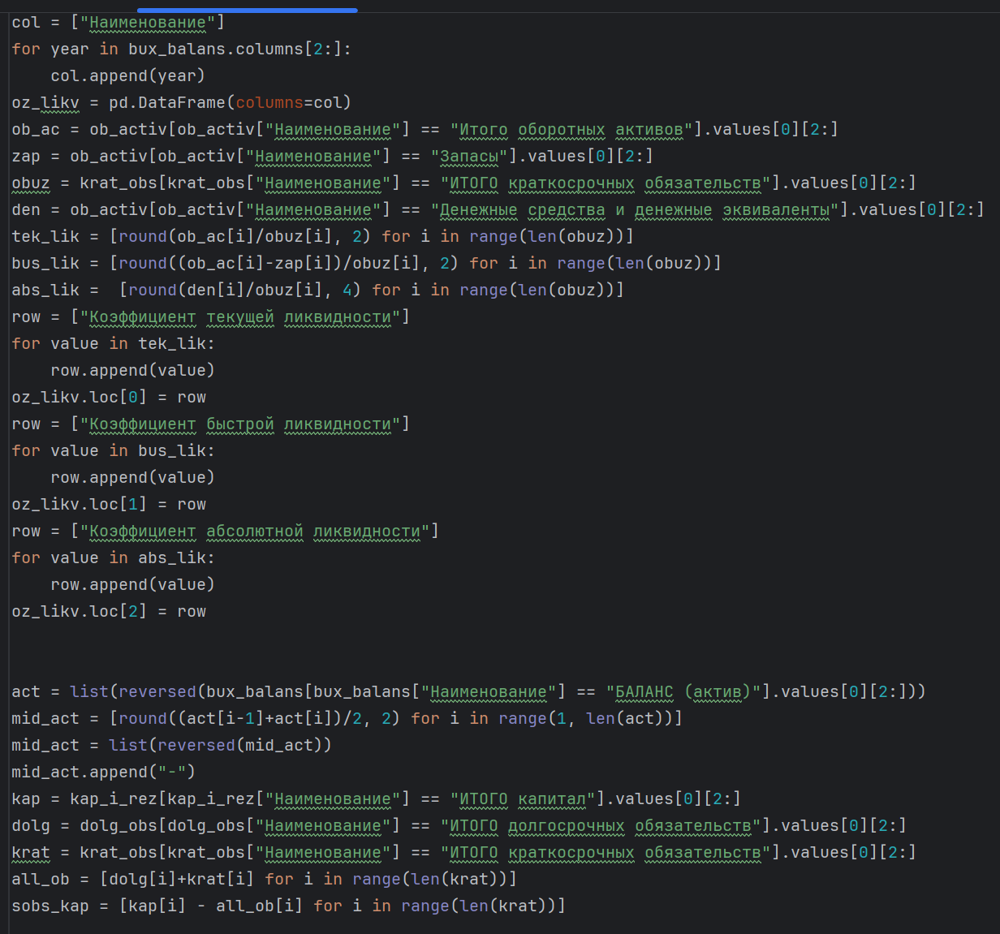 col = ["Наименование"]
for year in bux_balans.columns[2:]:
    col.append(year)
oz_likv = pd.DataFrame(columns=col)
ob_ac = ob_activ[ob_activ["Наименование"] == "Итого оборотных активов"].values[0][2:]
zap = ob_activ[ob_activ["Наименование"] == "Запасы"].values[0][2:]
obuz = krat_obs[krat_obs["Наименование"] == "ИТОГО краткосрочных обязательств"].values[0][2:]
den = ob_activ[ob_activ["Наименование"] == "Денежные средства и денежные эквиваленты"].values[0][2:]
tek_lik = [round(ob_ac[i]/obuz[i], 2) for i in range(len(obuz))]
bus_lik = [round((ob_ac[i]-zap[i])/obuz[i], 2) for i in range(len(obuz))]
abs_lik =  [round(den[i]/obuz[i], 4) for i in range(len(obuz))]
row = ["Коэффициент текущей ликвидности"]
for value in tek_lik:
    row.append(value)
oz_likv.loc[0] = row
row = ["Коэффициент быстрой ликвидности"]
for value in bus_lik:
    row.append(value)
oz_likv.loc[1] = row
row = ["Коэффициент абсолютной ликвидности"]
for value in abs_lik:
    row.append(value)
oz_likv.loc[2] = row
act = list(reversed(bux_balans[bux_balans["Наименование"] == "БАЛАНС (актив)"].values[0][2:]))
mid_act = [round((act[i-1]+act[i])/2, 2) for i in range(1, len(act))]
mid_act = list(reversed(mid_act))
mid_act.append("-")
kap = kap_i_rez[kap_i_rez["Наименование"] == "ИТОГО капитал"].values[0][2:]
dolg = dolg_obs[dolg_obs["Наименование"] == "ИТОГО долгосрочных обязательств"].values[0][2:]
krat = krat_obs[krat_obs["Наименование"] == "ИТОГО краткосрочных обязательств"].values[0][2:]
all_ob = [dolg[i]+krat[i] for i in range(len(krat))]
sobs_kap = [kap[i] - all_ob[i] for i in range(len(krat))]